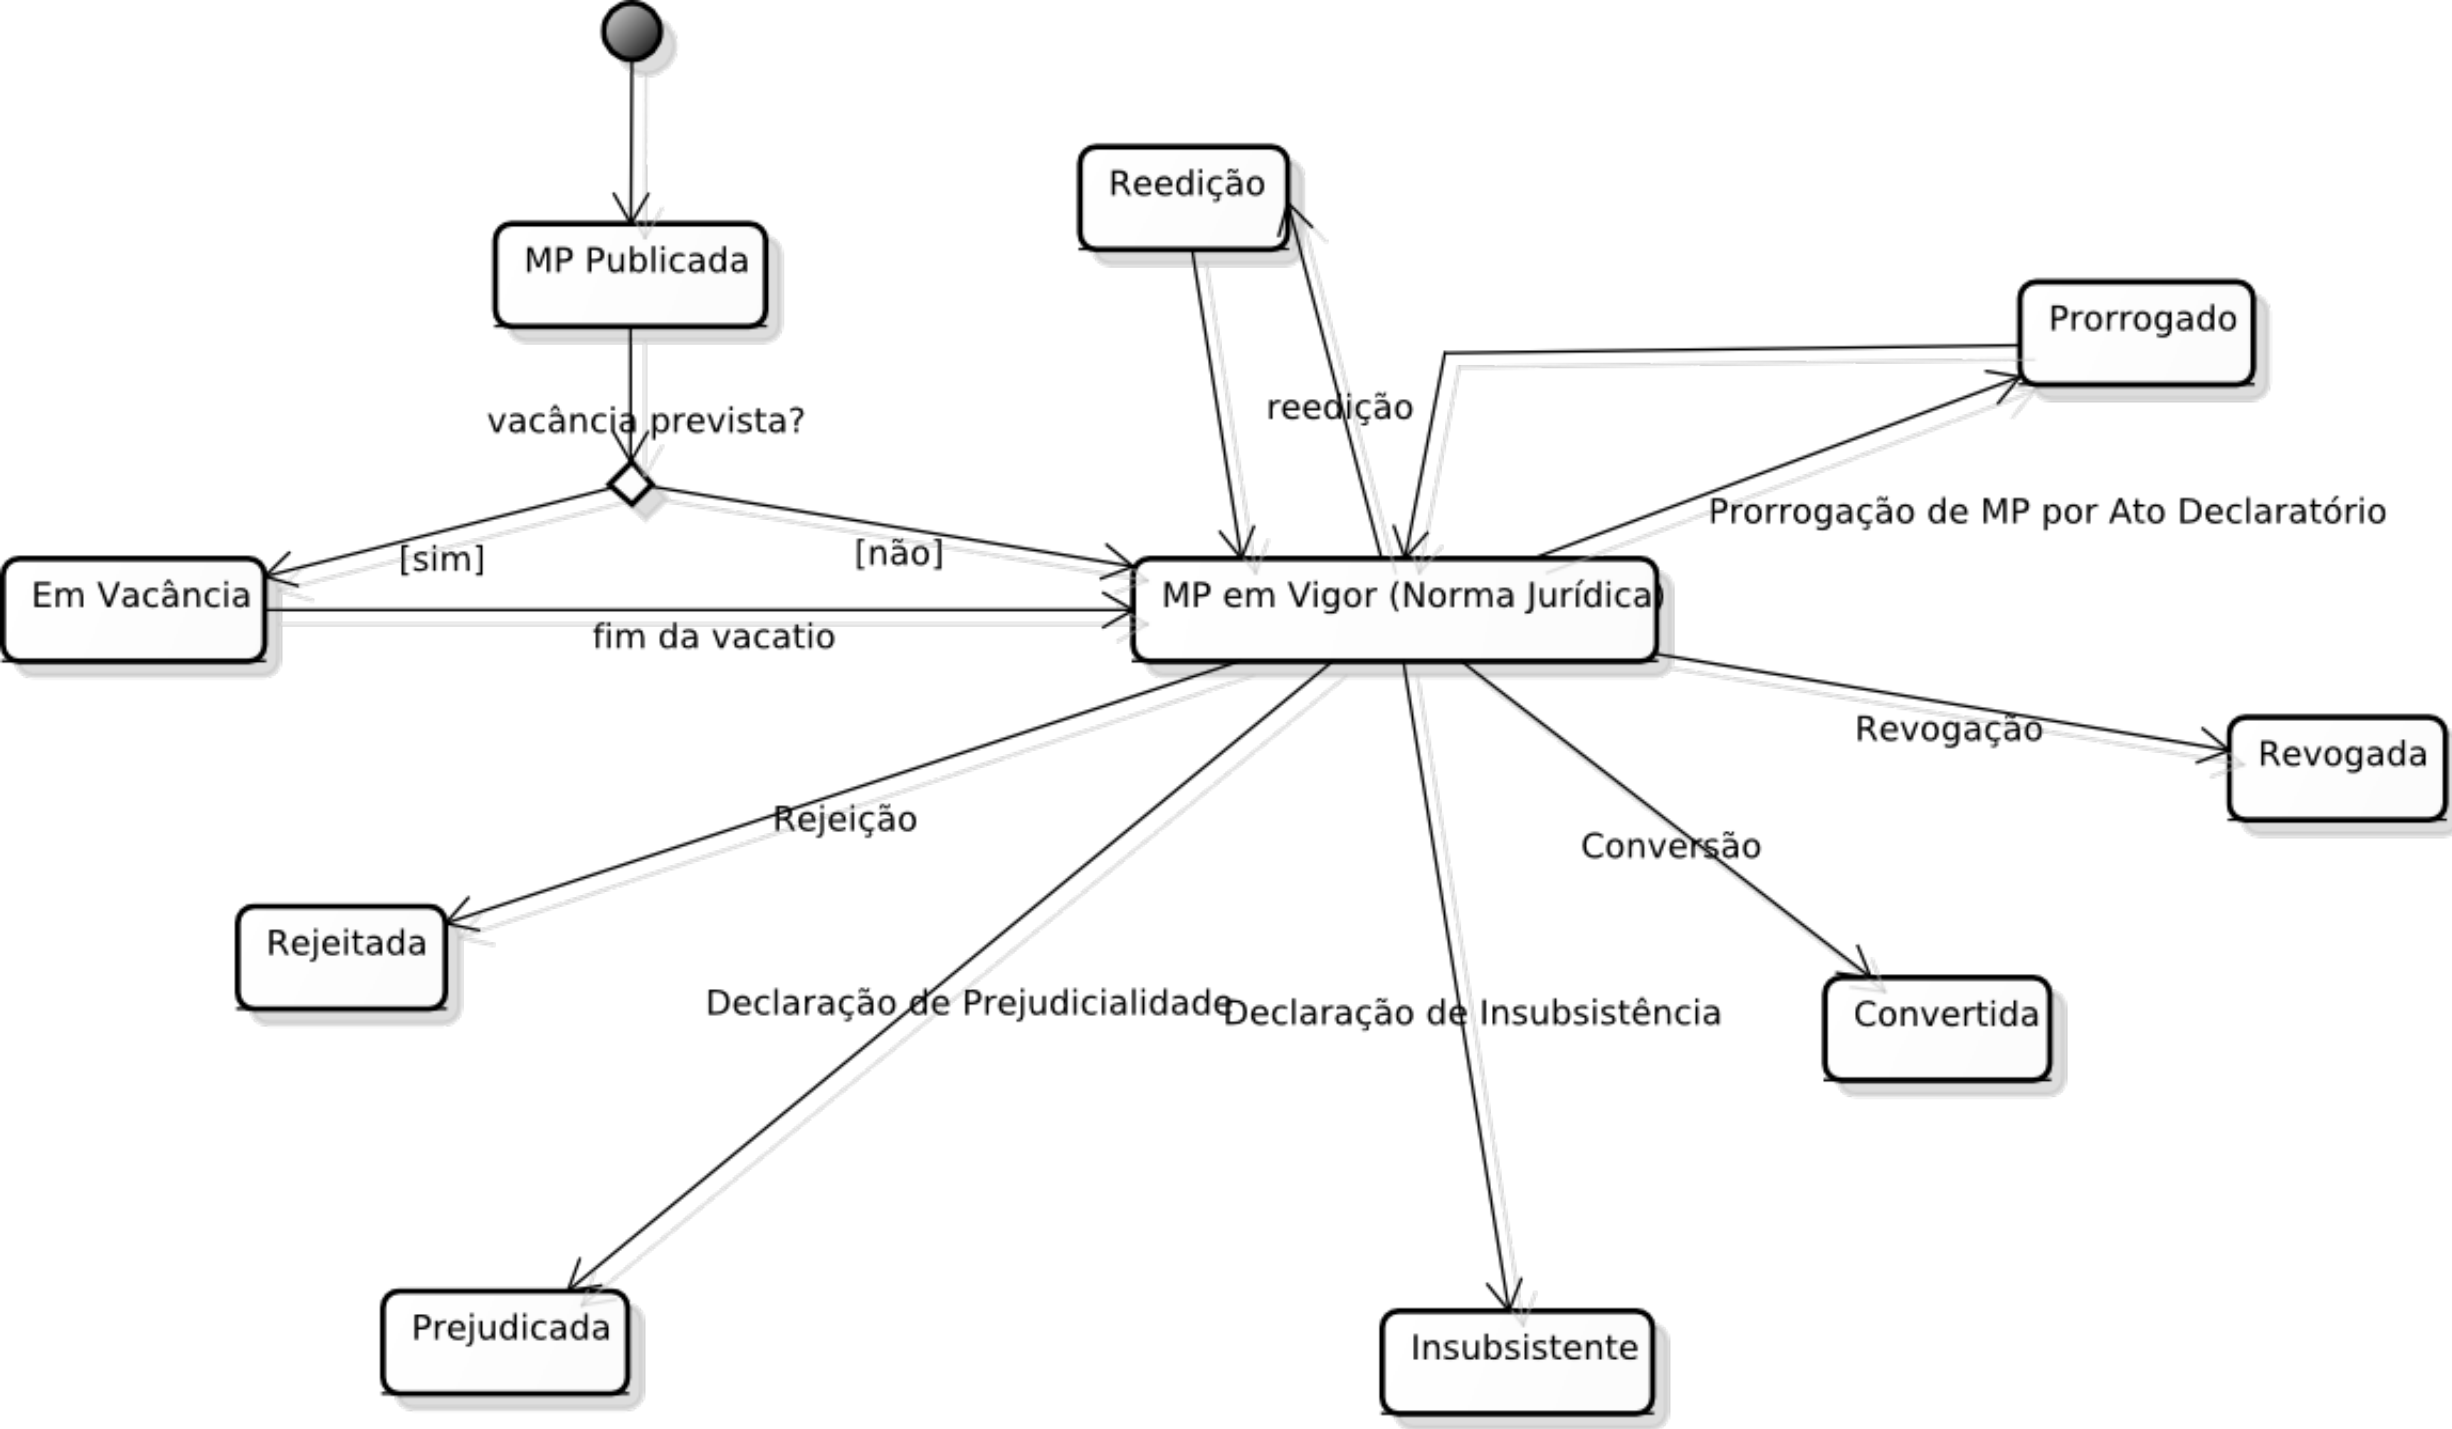 Reedição
MP Publicada
Prorrogado
reedição
vacância prevista?
Prorrogação de MP por Ato Declaratório
[sim]
[não]
Em Vacância
MP em Vigor (Norma Jurídica)
fim da vacatio
Revogação
Revogada
Rejeição
Conversão
Rejeitada
Declaração de Prejudicialidade
Declaração de Insubsistência
Convertida
Prejudicada
Insubsistente